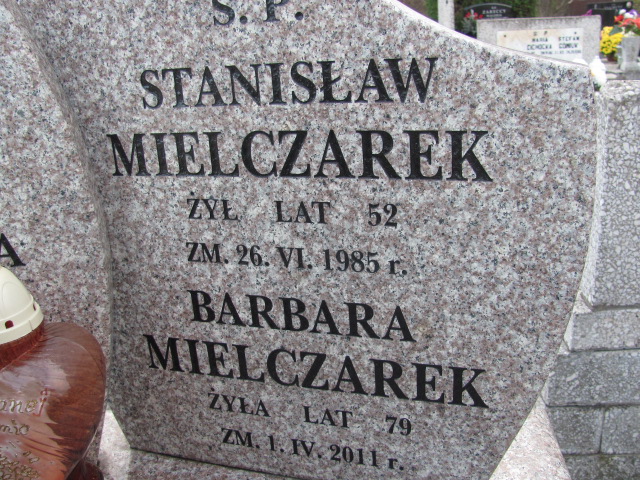 Ś. P.
STANISŁAW
MIELCZAREK
ŻYŁ LAT 52
ZM. 26. VI. 1985 r.
BARBARA
MIELCZAREK
ŻYŁA LAT 79
ZM. 1. IV. 2011 r.